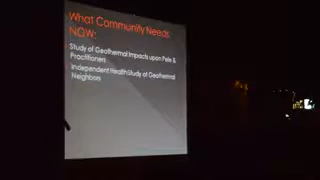 What Community Needs
NOW:
Study of Geothermal Impacts upon Pele &
Practitioners
Independent Health Study of Geothermal
Neighbors